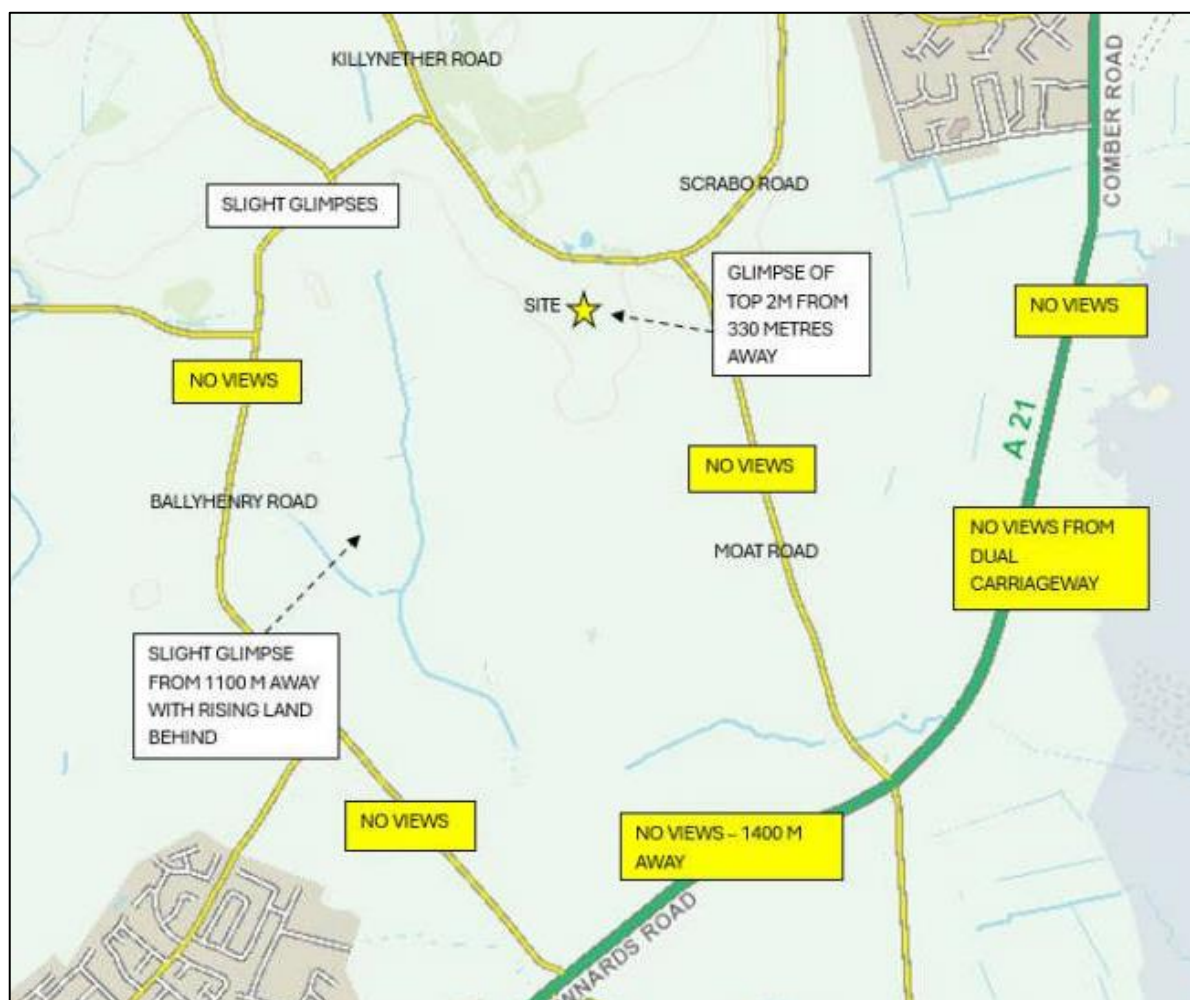 KILLYNETHER ROAD
COMBER ROAD
SLIGHT GLIMPSES
SCRABO ROAD
SITE
GLIMPSE OF
TOP 2M FROM
330 METRES
AWAY
NO VIEWS
NO VIEWS
A 21
NO VIEWS
BALLYHENRY ROAD
MOAT ROAD
NO VIEWS FROM
DUAL
CARRIAGEWAY
SLIGHT GLIMPSE
FROM 1100 M AWAY
WITH RISING LAND
BEHIND
NO VIEWS
NO VIEWS – 1400 M
AWAY
WNARDS ROAD